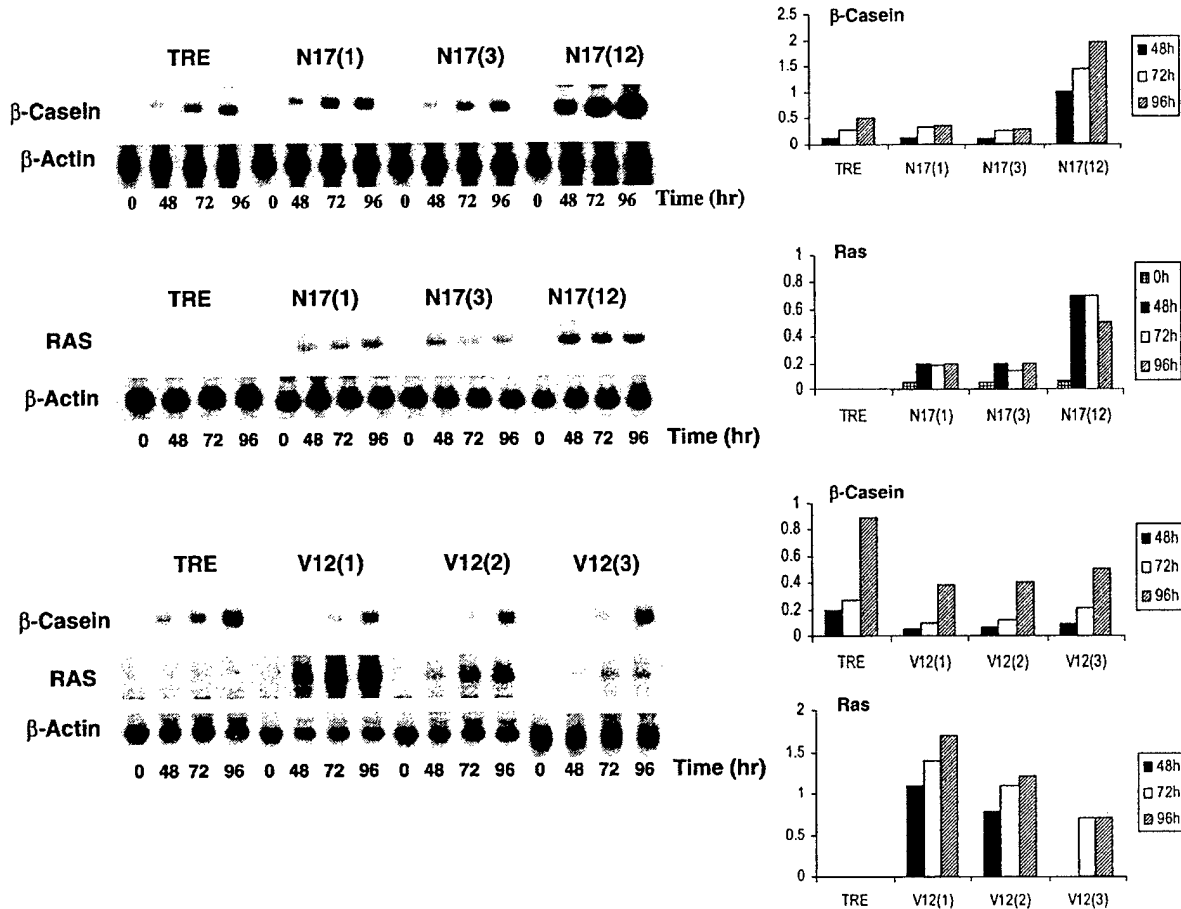 TRE N17(1) N17(3) N17(12)
β-Casein
β-Actin
0 48 72 96 0 48 72 96 0 48 72 96 0 48 72 96 Time (hr)
β-Casein
2.5
2
1.5
1
0.5
0
TRE N17(1) N17(3) N17(12)
48h
72h
96h
TRE N17(1) N17(3) N17(12)
RAS
β-Actin
0 48 72 96 0 48 72 96 0 48 72 96 0 48 72 96 Time (hr)
Ras
1
0.8
0.6
0.4
0.2
0
TRE N17(1) N17(3) N17(12)
0h
48h
72h
96h
TRE V12(1) V12(2) V12(3)
β-Casein
RAS
β-Actin
0 48 72 96 0 48 72 96 0 48 72 96 0 48 72 96 Time (hr)
β-Casein
1
0.8
0.6
0.4
0.2
0
TRE V12(1) V12(2) V12(3)
48h
72h
96h
Ras
2
1.5
1
0.5
0
TRE V12(1) V12(2) V12(3)
48h
72h
96h